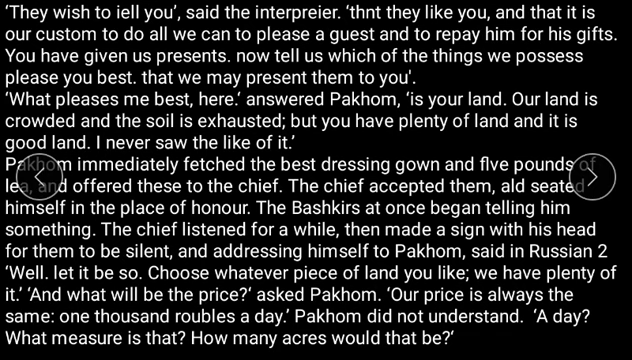 ‘They wish to iell you’, said the interpreier. ‘thnt they like you, and that it is
our custom to do all we can to please a guest and to repay him for his gifts.
You have given us presents. now tell us which of the things we possess
please you best. that we may present them to you'.
‘What pleases me best, here.‘ answered Pakhom, ‘is your land. Our land is
crowded and the soil is exhausted; but you have plenty of land and it is
good land. I never saw the like of it.’
Pakhom immediately fetched the best dressing gown and flve pounds of
lea, and offered these to the chief. The chief accepted them, ald seated
himself in the place of honour. The Bashkirs at once began telling him
something. The chief listened for a while, then made a sign with his head
for them to be silent, and addressing himself to Pakhom, said in Russian 2
‘Well. let it be so. Choose whatever piece of land you like; we have plenty of
it.’ ‘And what will be the price?‘ asked Pakhom. ‘Our price is always the
same: one thousand roubles a day.’ Pakhom did not understand.  ‘A day?
What measure is that? How many acres would that be?‘